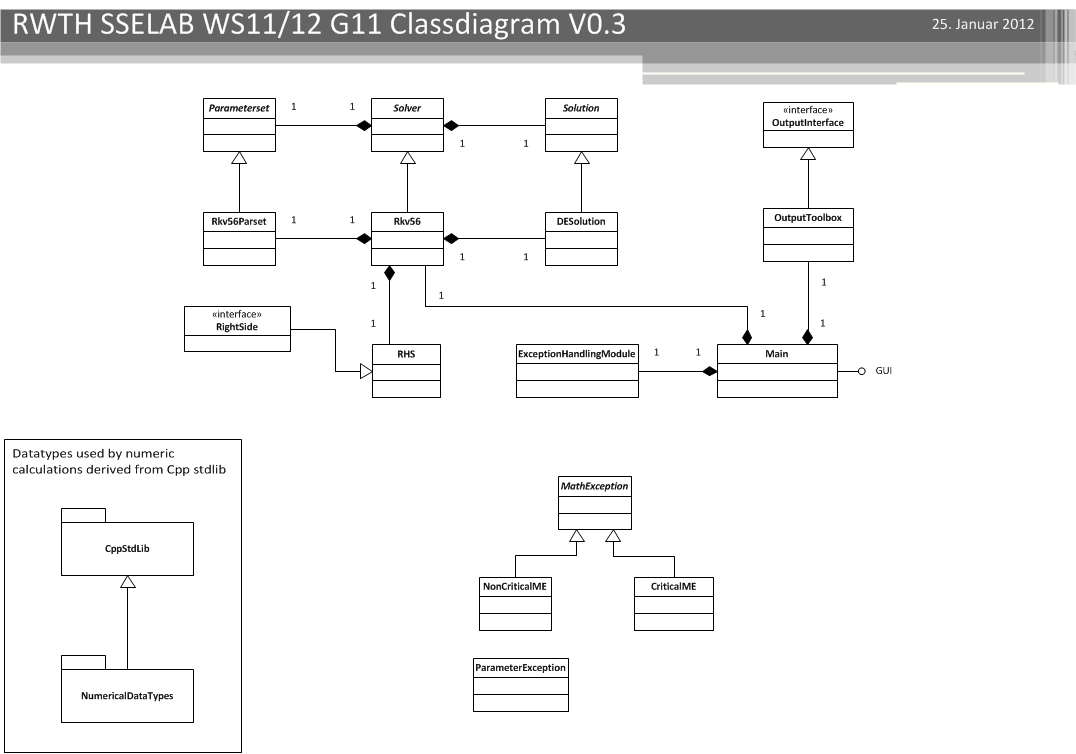 RWTH SSELAB WS11/12 G11 Classdiagram V0.3
25. Januar 2012
Parameterset
1
1
Solver
1
1
Solution
«interface»
OutputInterface
Rkv56Parset
1
1
Rkv56
1
1
DESolution
OutputToolbox
1
1
1
1
1
1
«interface»
RightSide
RHS
ExceptionHandlingModule
1
1
Main
GUI
Datatypes used by numeric
calculations derived from Cpp stdlib
CppStdLib
NumericalDataTypes
MathException
NonCriticalME
CriticalME
ParameterException